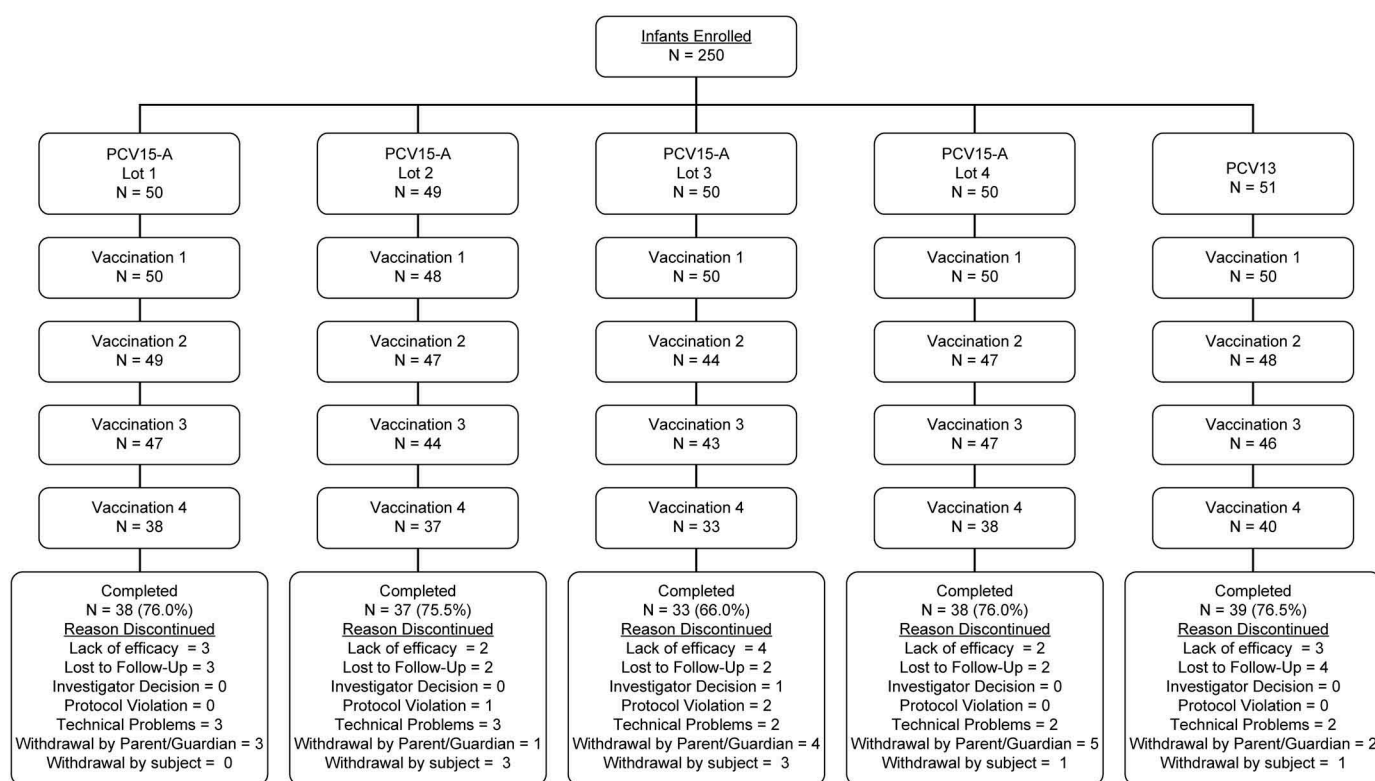 Infants Enrolled
N = 250
PCV15-A
Lot 1
N = 50
PCV15-A
Lot 2
N = 49
PCV15-A
Lot 3
N = 50
PCV15-A
Lot 4
N = 50
PCV13
N = 51
Vaccination 1
N = 50
Vaccination 1
N = 48
Vaccination 1
N = 50
Vaccination 1
N = 50
Vaccination 1
N = 50
Vaccination 2
N = 49
Vaccination 2
N = 47
Vaccination 2
N = 44
Vaccination 2
N = 47
Vaccination 2
N = 48
Vaccination 3
N = 47
Vaccination 3
N = 44
Vaccination 3
N = 43
Vaccination 3
N = 47
Vaccination 3
N = 46
Vaccination 4
N = 38
Vaccination 4
N = 37
Vaccination 4
N = 33
Vaccination 4
N = 38
Vaccination 4
N = 40
Completed
N = 38 (76.0%)
Reason Discontinued
Lack of efficacy = 3
Lost to Follow-Up = 3
Investigator Decision = 0
Protocol Violation = 0
Technical Problems = 3
Withdrawal by Parent/Guardian = 3
Withdrawal by subject = 0
Completed
N = 37 (75.5%)
Reason Discontinued
Lack of efficacy = 2
Lost to Follow-Up = 2
Investigator Decision = 0
Protocol Violation = 1
Technical Problems = 3
Withdrawal by Parent/Guardian = 1
Withdrawal by subject = 3
Completed
N = 33 (66.0%)
Reason Discontinued
Lack of efficacy = 4
Lost to Follow-Up = 2
Investigator Decision = 1
Protocol Violation = 2
Technical Problems = 2
Withdrawal by Parent/Guardian = 4
Withdrawal by subject = 3
Completed
N = 38 (76.0%)
Reason Discontinued
Lack of efficacy = 2
Lost to Follow-Up = 2
Investigator Decision = 0
Protocol Violation = 0
Technical Problems = 2
Withdrawal by Parent/Guardian = 5
Withdrawal by subject = 1
Completed
N = 39 (76.5%)
Reason Discontinued
Lack of efficacy = 3
Lost to Follow-Up = 4
Investigator Decision = 0
Protocol Violation = 0
Technical Problems = 2
Withdrawal by Parent/Guardian = 2
Withdrawal by subject = 1